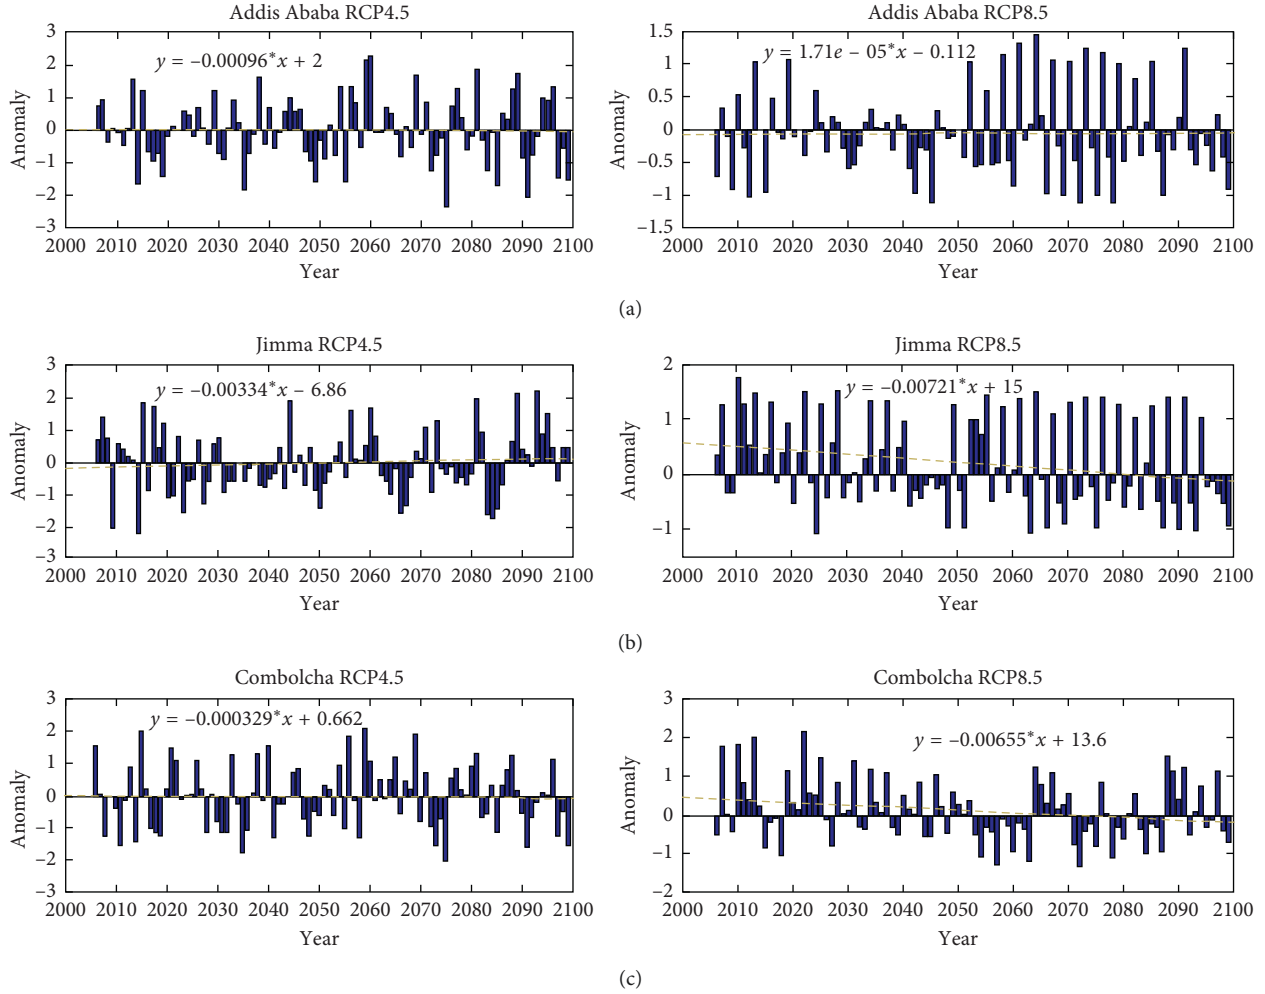 Addis Ababa RCP4.5
y = –0.00096*x + 2
Anomaly
3
2
1
0
–1
–2
–3
2000 2010 2020 2030 2040 2050 2060 2070 2080 2090 2100
Year
Addis Ababa RCP8.5
y = 1.71e – 05*x – 0.112
Anomaly
1.5
1
0.5
0
–0.5
–1
–1.5
2000 2010 2020 2030 2040 2050 2060 2070 2080 2090 2100
Year
(a)
Jimma RCP4.5
y = –0.00334*x – 6.86
Anomaly
3
2
1
0
–1
–2
–3
2000 2010 2020 2030 2040 2050 2060 2070 2080 2090 2100
Year
Jimma RCP8.5
y = –0.00721*x + 15
Anomaly
2
1
0
–1
2000 2010 2020 2030 2040 2050 2060 2070 2080 2090 2100
Year
(b)
Combolcha RCP4.5
y = –0.000329*x + 0.662
Anomaly
3
2
1
0
–1
–2
–3
2000 2010 2020 2030 2040 2050 2060 2070 2080 2090 2100
Year
Combolcha RCP8.5
y = –0.00655*x + 13.6
Anomaly
3
2
1
0
–1
–2
2000 2010 2020 2030 2040 2050 2060 2070 2080 2090 2100
Year
(c)